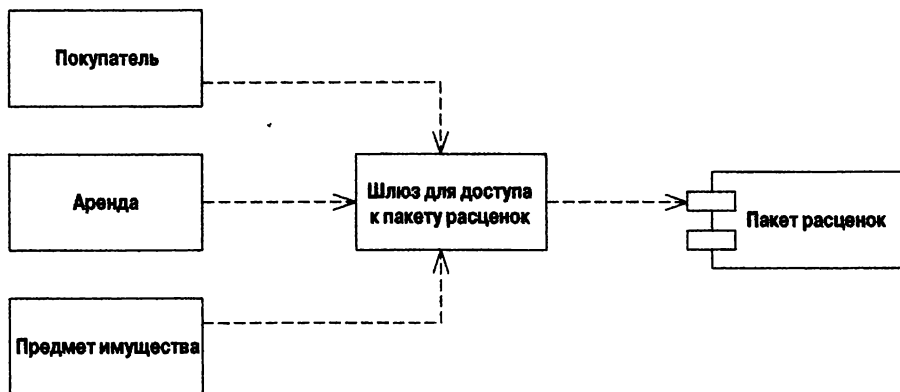 Покупатель
Аренда
Шлюз для доступа
к пакету расценок
Пакет расценок
Предмет имущества